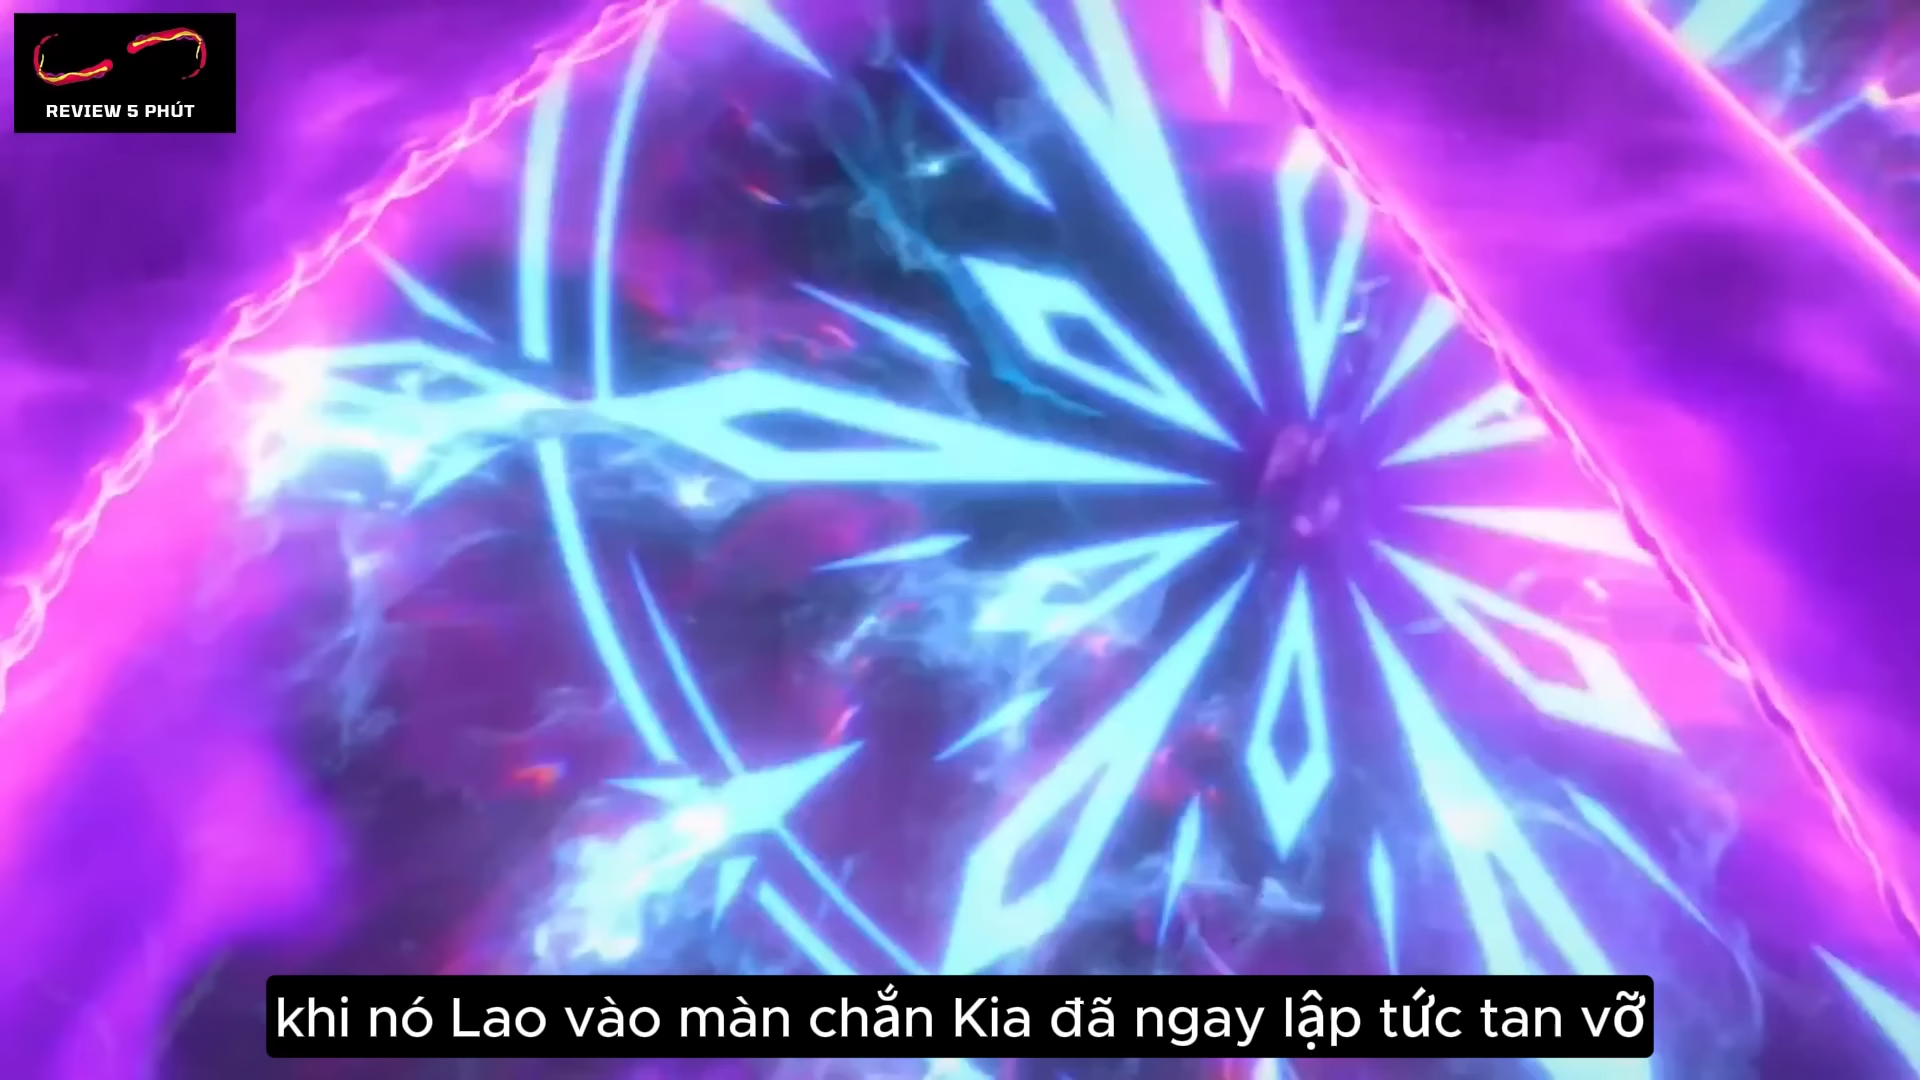 REVIEW 5 PHÚT
khi nó Lao vào màn chắn Kia đã ngay lập tức tan vỡ